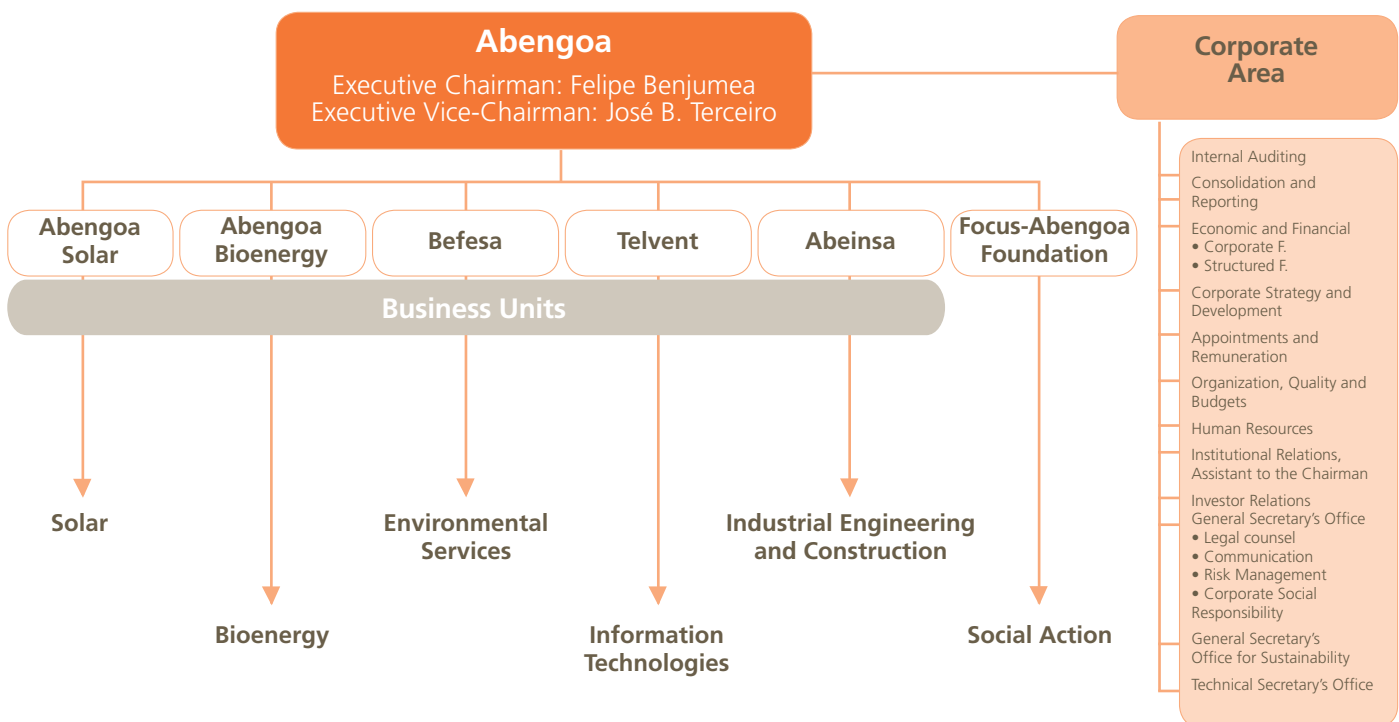 Abengoa
Executive Chairman: Felipe Benjumea
Executive Vice-Chairman: José B. Terceiro
Corporate
Area
Abengoa
Solar
Abengoa
Bioenergy
Befesa
Telvent
Abeinsa
Focus-Abengoa
Foundation
Business Units
Solar
Bioenergy
Environmental
Services
Information
Technologies
Industrial Engineering
and Construction
Social Action
Internal Auditing
Consolidation and
Reporting
Economic and Financial
• Corporate F.
• Structured F.
Corporate Strategy and
Development
Appointments and
Remuneration
Organization, Quality and
Budgets
Human Resources
Institutional Relations,
Assistant to the Chairman
Investor Relations
General Secretary’s Office
• Legal counsel
• Communication
• Risk Management
• Corporate Social
Responsibility
General Secretary’s
Office for Sustainability
Technical Secretary’s Office